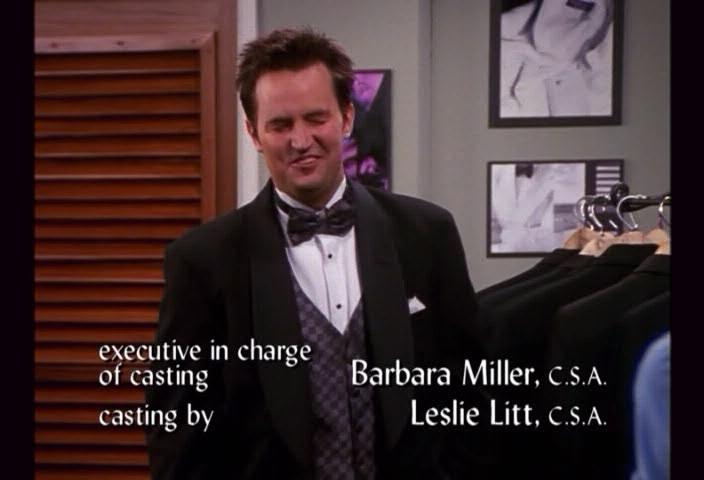 executive in charge
of casting Barbara Miller, C.S.A.
casting by Leslie Litt, C.S.A.